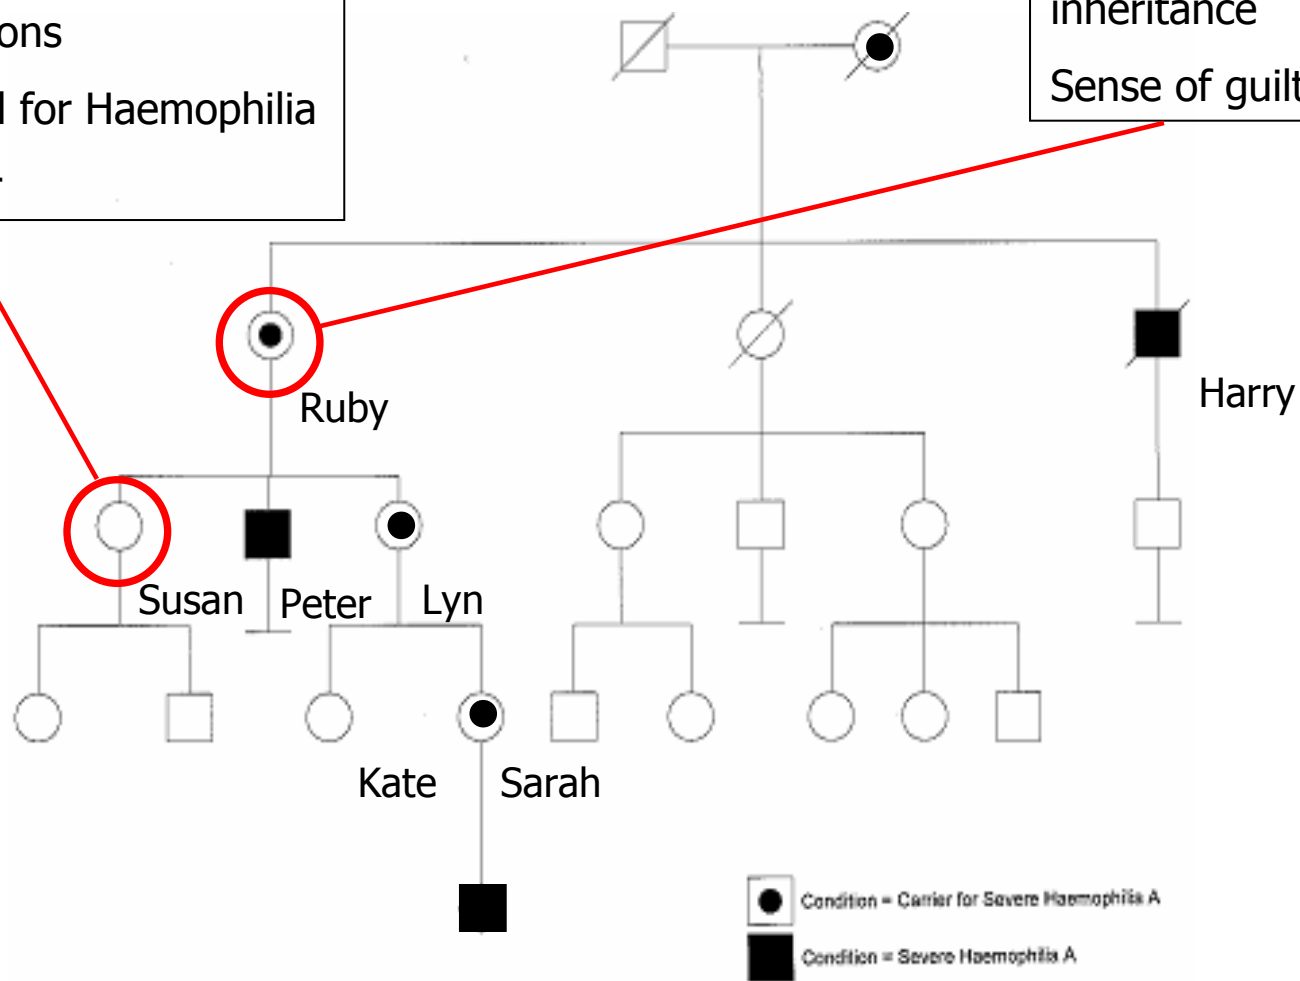 ons
for Haemophilia
inheritance
Sense of guilt
Ruby
Harry
Susan
Peter
Lyn
Kate
Sarah
Condition = Carrier for Severe Haemophilia A
Condition = Severe Haemophilia A